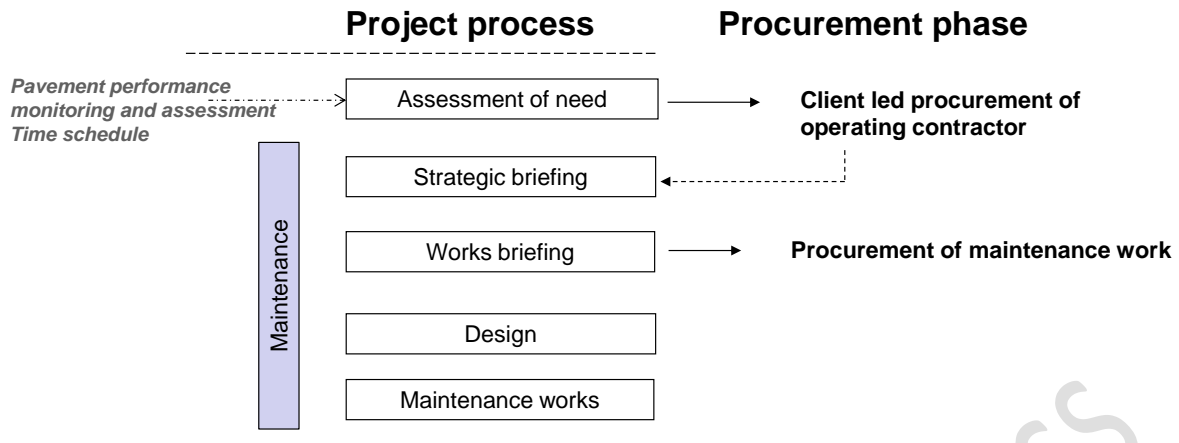 Project process
Procurement phase
Pavement performance
monitoring and assessment
Time schedule
Assessment of need
Client led procurement of
operating contractor
Strategic briefing
Maintenance
Works briefing
Procurement of maintenance work
Design
Maintenance works